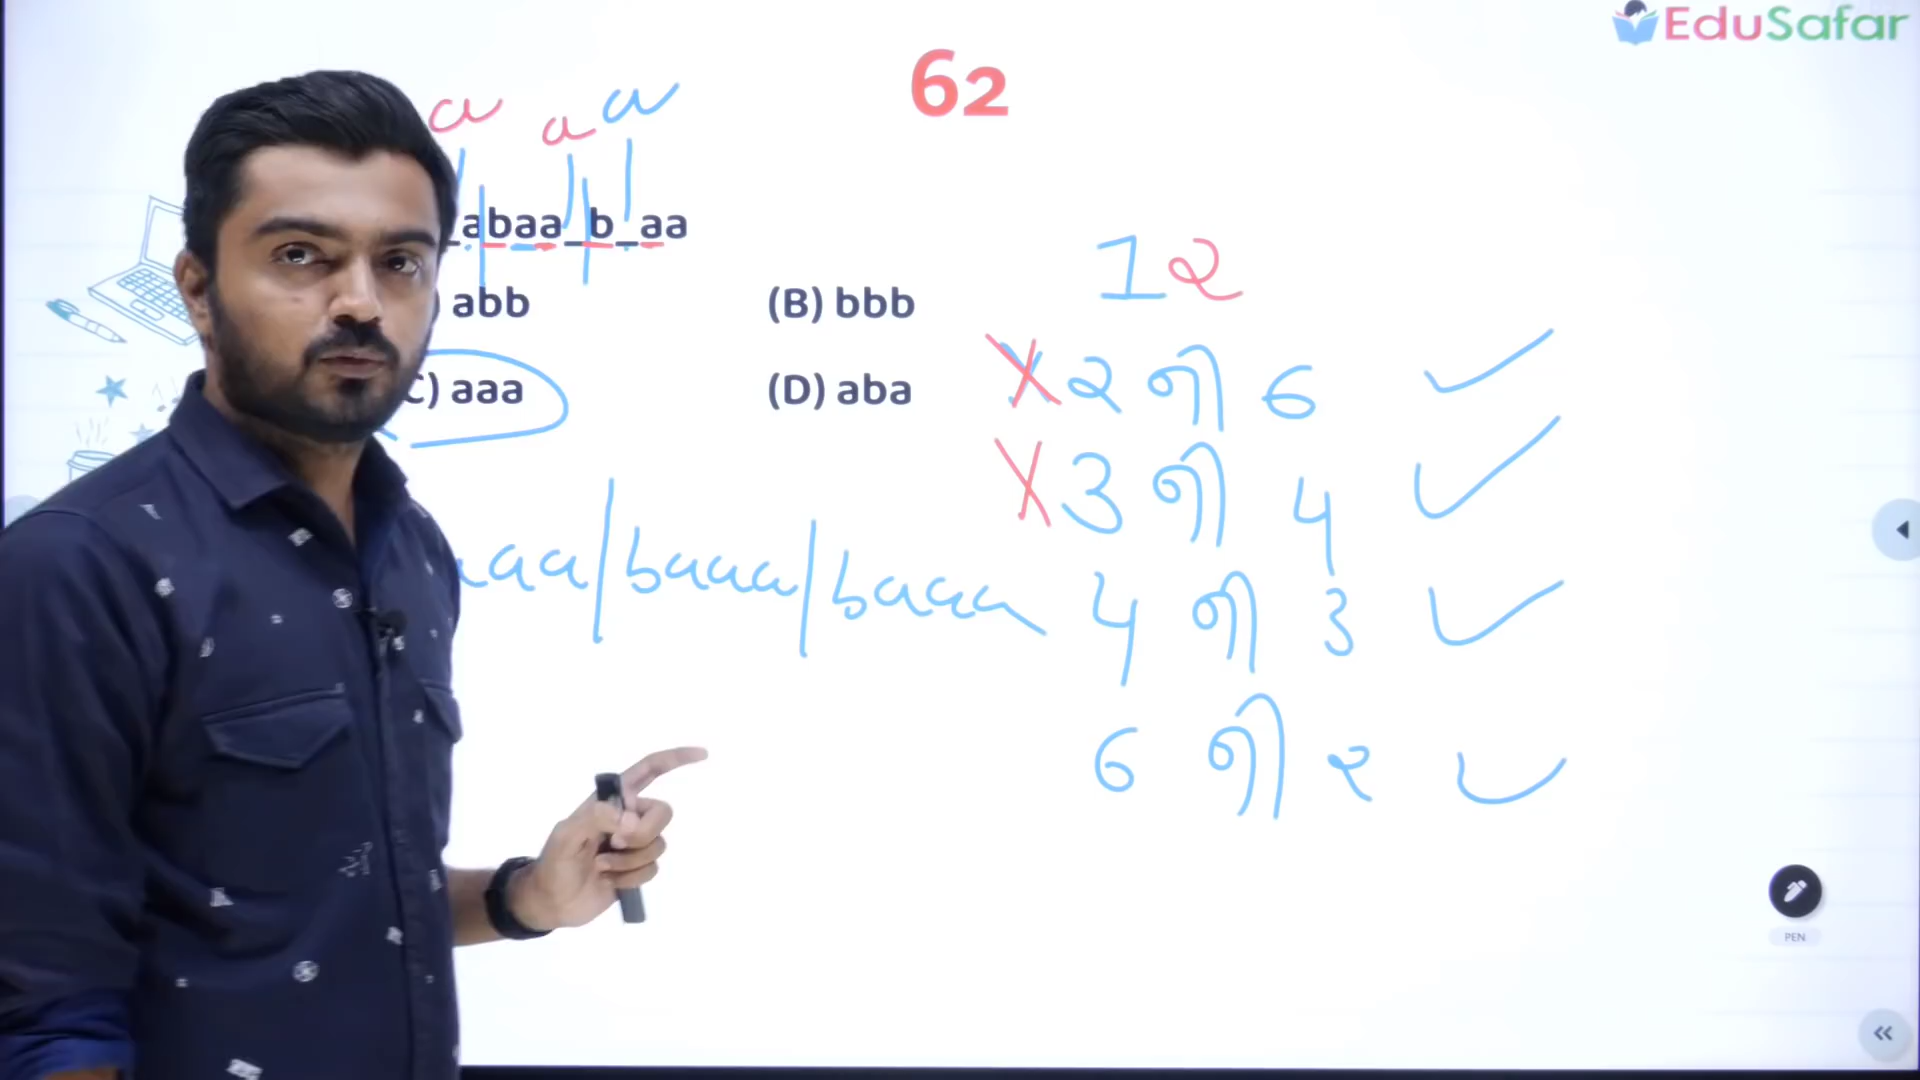 EduSafar
62
a a a
_abaa_b_aa
abb
(B) bbb
C) aaa
(D) aba
12
X 2 ની 6
X 3 ની 4
aaa/baaa/baaa
4 ની 3
6 ની 2
PEN